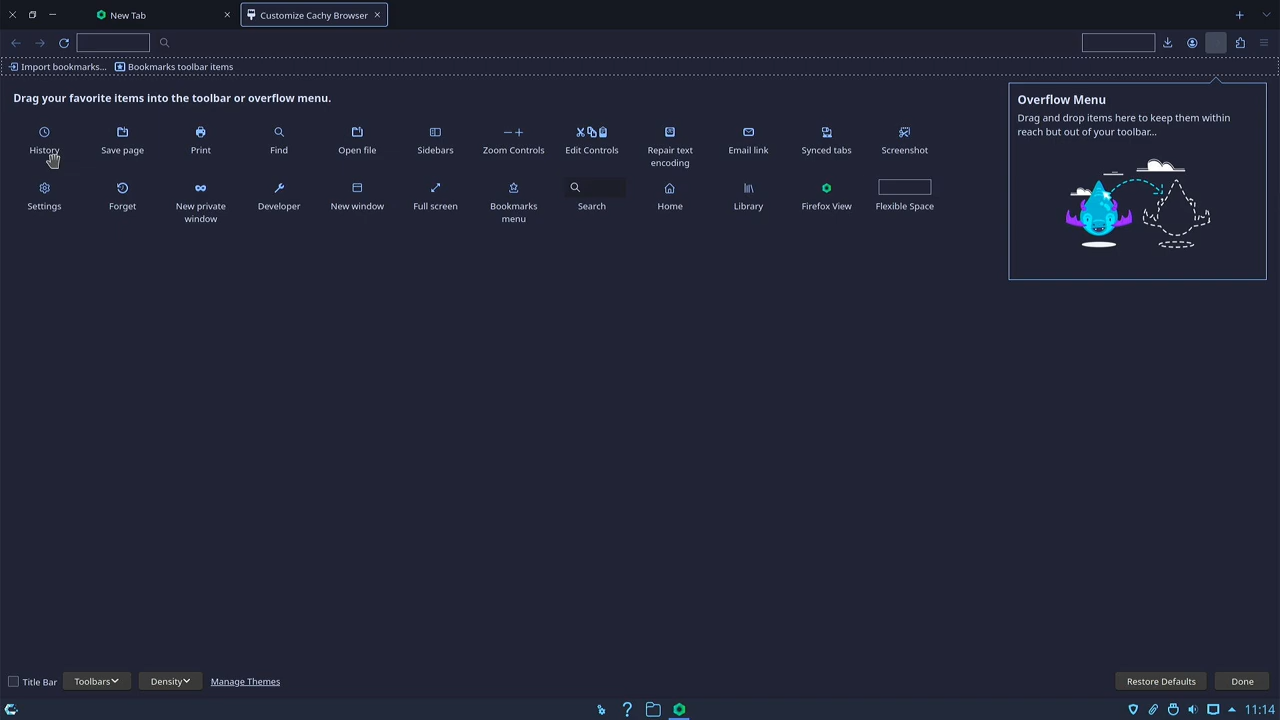 New Tab
Customize Cachy Browser
Import bookmarks...
Bookmarks toolbar items
Drag your favorite items into the toolbar or overflow menu.
Overflow Menu
Drag and drop items here to keep them within
reach but out of your toolbar...
History
Save page
Print
Find
Open file
Sidebars
Zoom Controls
Edit Controls
Repair text
encoding
Email link
Synced tabs
Screenshot
Settings
Forget
New private
window
Developer
New window
Full screen
Bookmarks
menu
Search
Home
Library
Firefox View
Flexible Space
Title Bar
Toolbars
Density
Manage Themes
Restore Defaults
Done
11:14